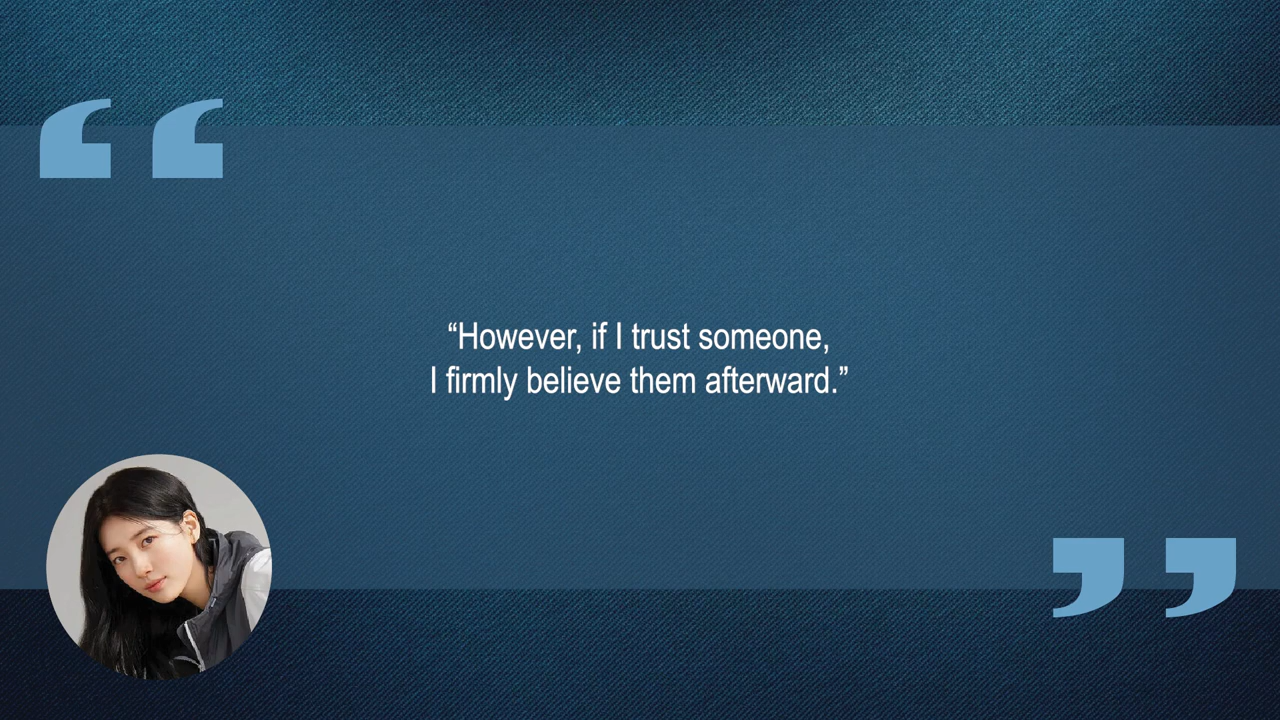 “However, if I trust someone,
I firmly believe them afterward.”